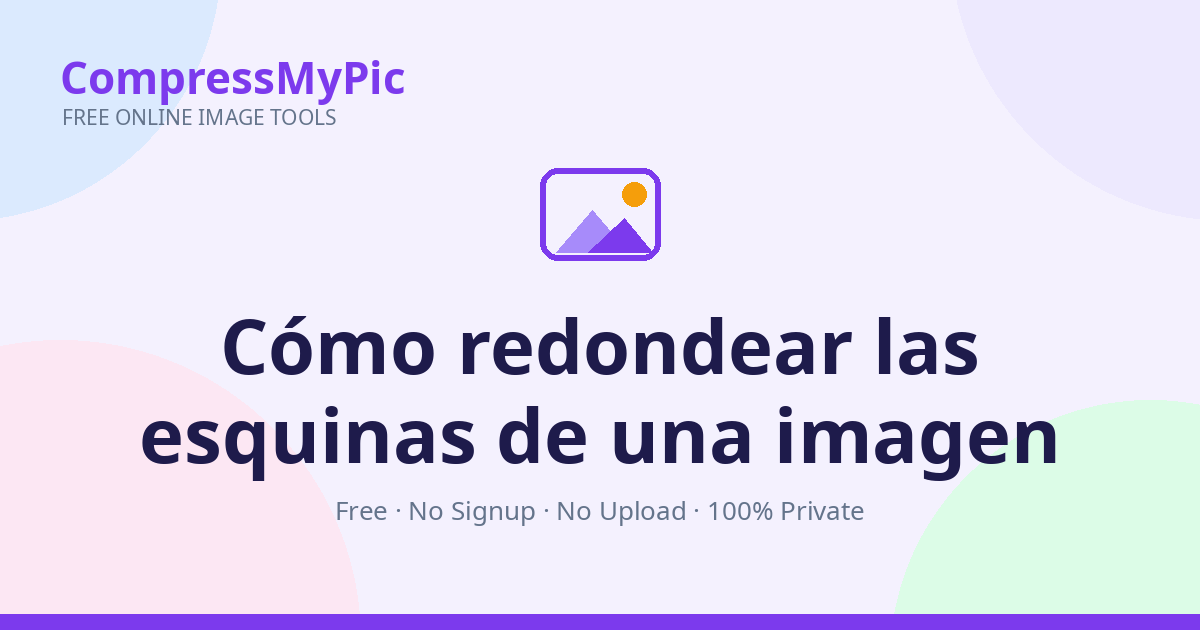 CompressMyPic
FREE ONLINE IMAGE TOOLS
Cómo redondear las
esquinas de una imagen
Free · No Signup · No Upload · 100% Private